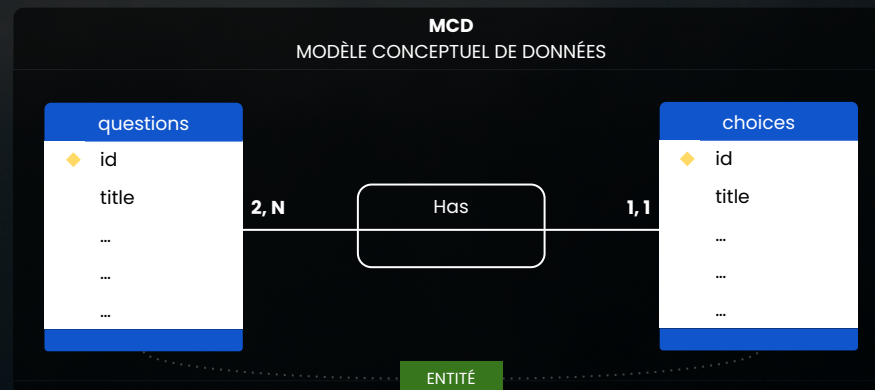 MCD
MODÈLE CONCEPTUEL DE DONNÉES
questions
id
title
...
...
...
2, N
Has
1, 1
choices
id
title
...
...
...
ENTITÉ